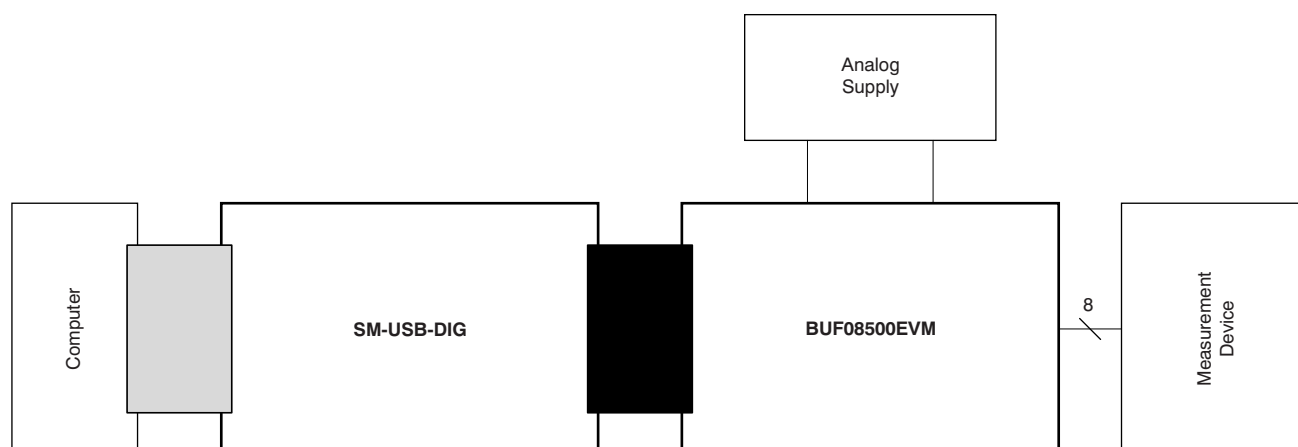 Analog
Supply
Computer
SM-USB-DIG
BUF08500EVM
8
Measurement
Device